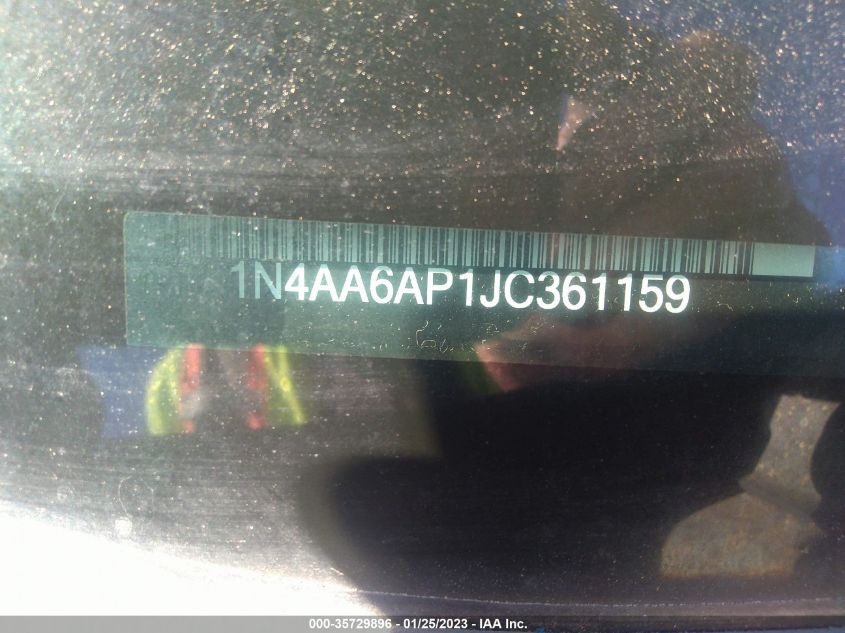 1N4AA6AP1JC361159
000-35729896 - 01/25/2023 - IAA Inc.